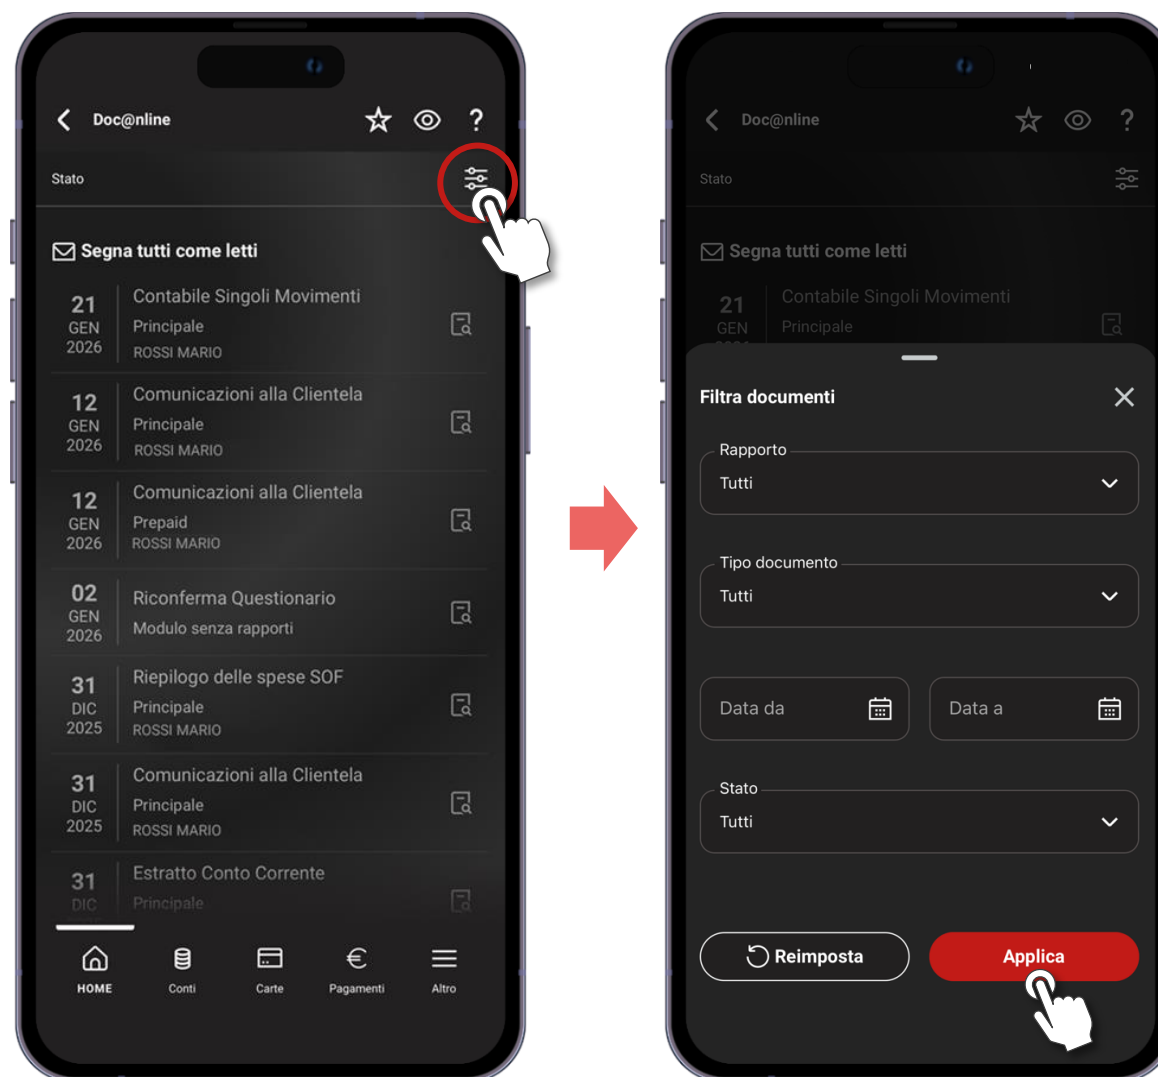 Doc@nline
?
Stato
Segna tutti come letti
21
GEN
2026
Contabile Singoli Movimenti
Principale
ROSSI MARIO
12
GEN
2026
Comunicazioni alla Clientela
Principale
ROSSI MARIO
12
GEN
2026
Comunicazioni alla Clientela
Prepaid
ROSSI MARIO
02
GEN
2026
Riconferma Questionario
Modulo senza rapporti
31
DIC
2025
Riepilogo delle spese SOF
Principale
ROSSI MARIO
31
DIC
2025
Comunicazioni alla Clientela
Principale
ROSSI MARIO
31
DIC
Estratto Conto Corrente
Principale
HOME
Conti
Carte
€
Pagamenti
Altro
Doc@nline
?
Stato
Segna tutti come letti
21
GEN
Contabile Singoli Movimenti
Principale
Filtra documenti
Rapporto
Tutti
Tipo documento
Tutti
Data da
Data a
Stato
Tutti
Reimposta
Applica